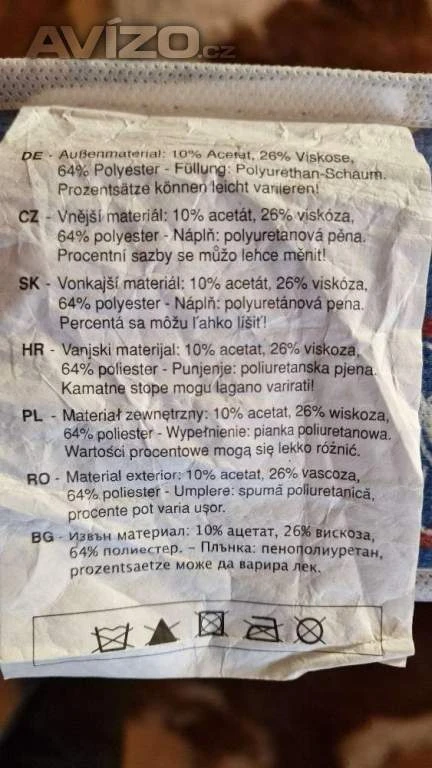 AVÍZO.cz
DE - Außenmaterial: 10% Acetat, 26% Viskose,
64% Polyester - Füllung: Polyurethan-Schaum.
Prozentsätze können leicht variieren!
CZ - Vnější materiál: 10% acetát, 26% viskóza,
64% polyester - Náplň: polyuretanová pěna.
Procentní sazby se můžo lehce měnit!
SK - Vonkajší materiál: 10% acetát, 26% viskóza,
64% polyester - Náplň: polyuretánová pena.
Percentá sa môžu ľahko líšiť!
HR - Vanjski materijal: 10% acetat, 26% viskoza,
64% poliester - Punjenje: poliuretanska pjena.
Kamatne stope mogu lagano varirati!
PL - Materiał zewnętrzny: 10% acetat, 26% wiskoza,
64% poliester - Wypełnienie: pianka poliuretanowa.
Wartości procentowe mogą się lekko różnić.
RO - Material exterior: 10% acetat, 26% vascoza,
64% poliester - Umplere: spumă poliuretanică,
procente pot varia uşor.
BG - Извън материал: 10% ацетат, 26% вискоза,
64% полиестер. – Плънка: пенополиуретан,
prozentsaetze може да варира лек.